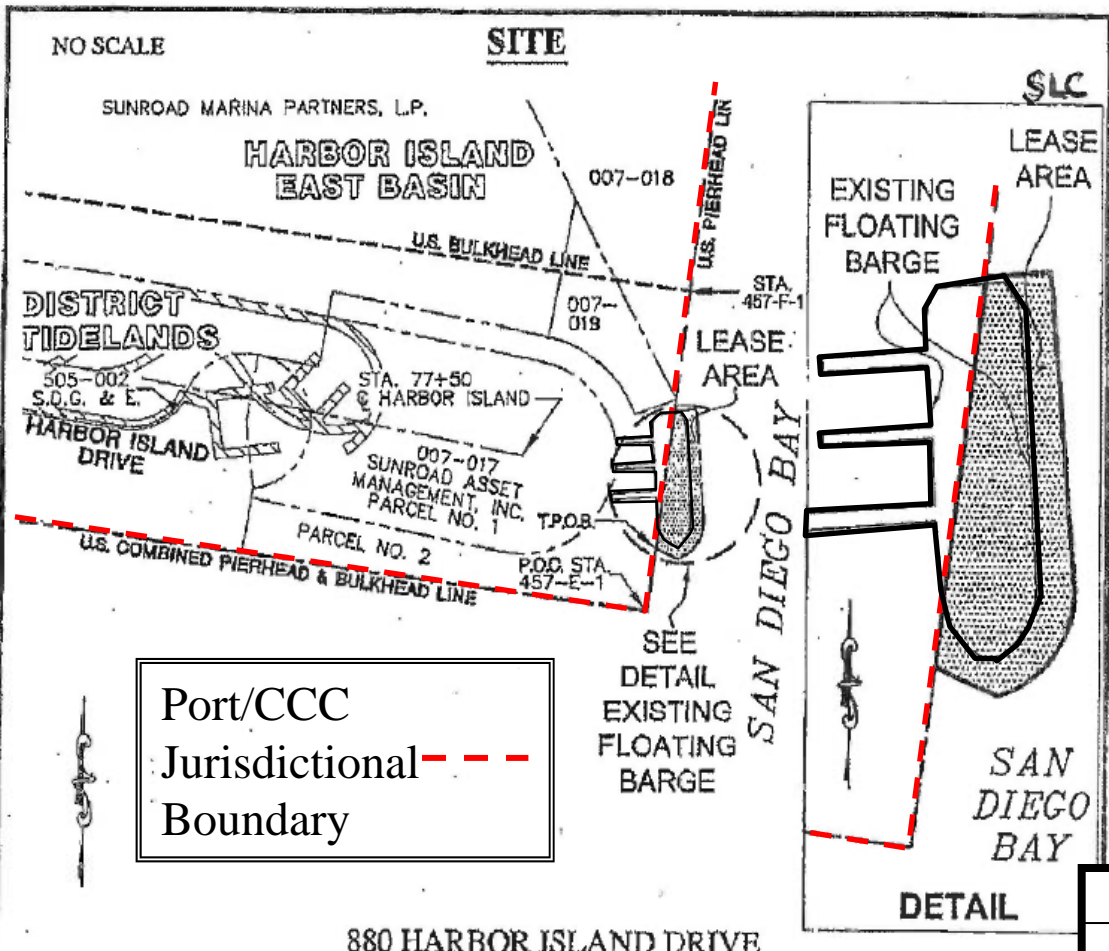 NO SCALE
SITE
SUNROAD MARINA PARTNERS, L.P.
HARBOR ISLAND
EAST BASIN
007-018
U.S. PIERHEAD LIN
U.S. BULKHEAD LINE
STA.
457-F-1
007-
019
DISTRICT
TIDELANDS
LEASE
AREA
505-002
S.D.G. & E.
STA. 77+50
HARBOR ISLAND
HARBOR ISLAND
DRIVE
007-017
SUNROAD ASSET
MANAGEMENT, INC.
PARCEL NO. 1
T.P.O.B.
PARCEL NO. 2
U.S. COMBINED PIERHEAD & BULKHEAD LINE
P.O.C. STA.
457-E-1
SEE
DETAIL
EXISTING
FLOATING
BARGE
SAN DIEGO BAY
Port/CCC
Jurisdictional
Boundary
SLC
LEASE
AREA
EXISTING
FLOATING
BARGE
SAN
DIEGO
BAY
DETAIL
880 HARBOR ISLAND DRIVE